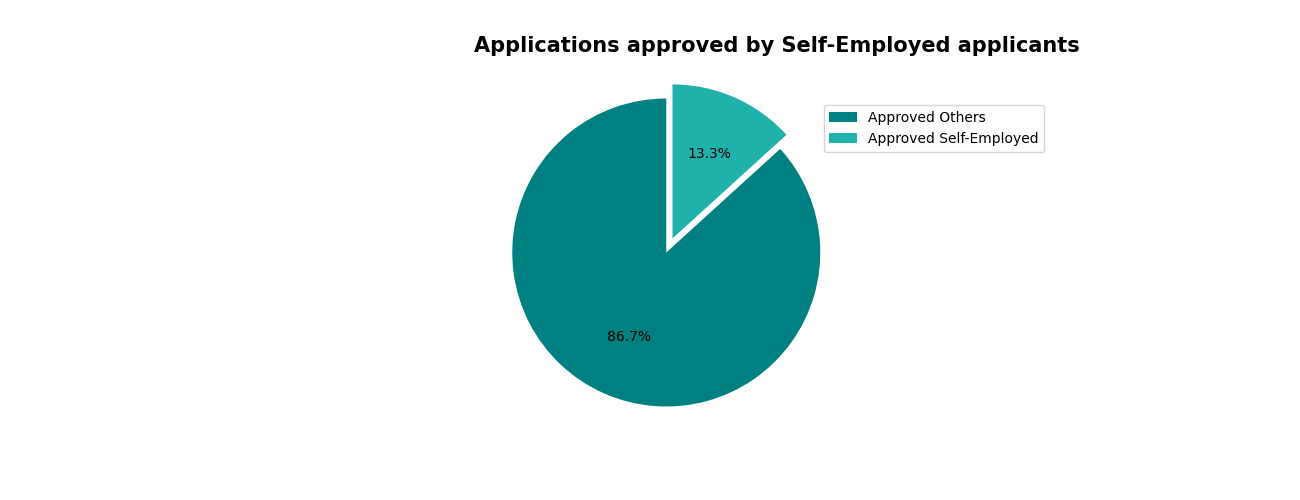 Applications approved by Self-Employed applicants
Approved Others
Approved Self-Employed
13.3%
86.7%